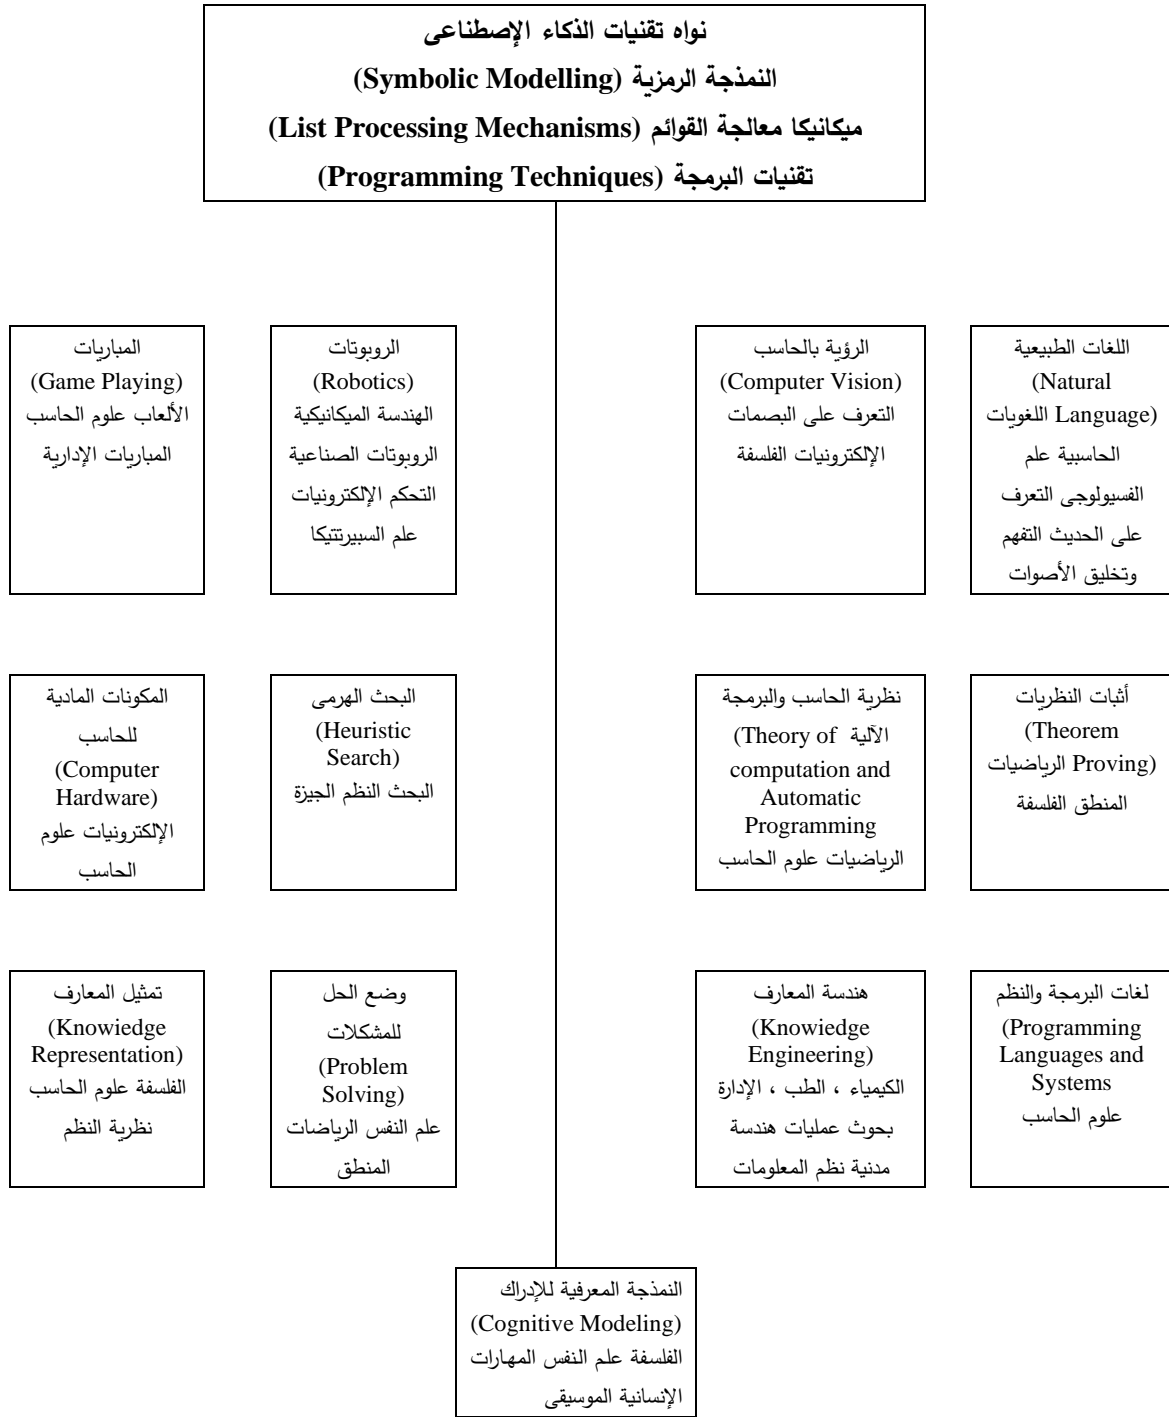 نواه تقنيات الذكاء الإصطناعى
النمذجة الرمزية (Symbolic Modelling)
ميكانيكا معالجة القوائم (List Processing Mechanisms)
تقنيات البرمجة (Programming Techniques)
اللغات الطبيعية
(Natural
Language) اللغويات
الحاسبية علم
الفسيولوجى التعرف
على الحديث التفهم
وتخليق الأصوات
الرؤية بالحاسب
(Computer Vision)
التعرف على البصمات
الإلكترونيات الفلسفة
الروبوتات
(Robotics)
الهندسة الميكانيكية
الروبوتات الصناعية
التحكم الإلكترونيات
علم السبيرتتيكا
المباريات
(Game Playing)
الألعاب علوم الحاسب
المباريات الإدارية
أثبات النظريات
(Theorem
Proving) الرياضيات
المنطق الفلسفة
نظرية الحاسب والبرمجة
الآلية (Theory of
computation and
Automatic
Programming
الرياضيات علوم الحاسب
البحث الهرمى
(Heuristic
Search)
البحث النظم الجيزة
المكونات المادية
للحاسب
(Computer
Hardware)
الإلكترونيات علوم
الحاسب
لغات البرمجة والنظم
(Programming
Languages and
Systems
علوم الحاسب
هندسة المعارف
(Knowiedge
Engineering)
الكيمياء ، الطب ، الإدارة
بحوث عمليات هندسة
مدنية نظم المعلومات
وضع الحل
للمشكلات
(Problem
Solving)
علم النفس الرياضات
المنطق
تمثيل المعارف
(Knowiedge
Representation)
الفلسفة علوم الحاسب
نظرية النظم
النمذجة المعرفية للإدراك
(Cognitive Modeling)
الفلسفة علم النفس المهارات
الإنسانية الموسيقى